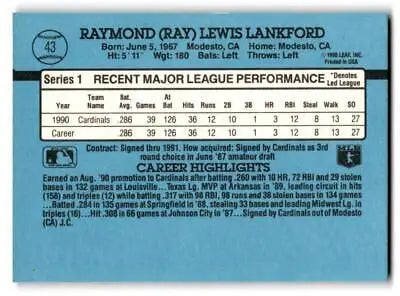 43
RAYMOND (RAY) LEWIS LANKFORD
Born: June 5, 1967 Modesto, CA Home: Modesto, CA
Ht: 5' 11" Wgt: 180 Bats: Left Throws: Left
© 1990 LEAF, INC.
Printed in USA
Series 1 RECENT MAJOR LEAGUE PERFORMANCE *Denotes Led League
Year Team Name Bat. Avg. G At Bat Hits Runs 2B 3B HR RBI Steal Walk SO
1990 Cardinals .286 39 126 36 12 10 1 3 12 8 13 27
Career .286 39 126 36 12 10 1 3 12 8 13 27
Contract: Signed thru 1991. How Acquired: Signed by Cardinals as 3rd
round choice in June '87 amateur draft
CAREER HIGHLIGHTS
Earned an Aug. '90 promotion to Cardinals after batting .260 with 10 HR, 72 RBI and 29 stolen
bases in 132 games at Louisville...Texas Lg. MVP at Arkansas in '89, leading circuit in hits
(158) and triples (12) while batting .317 with 98 RBI, 98 runs and 38 stolen bases in 134 games
...Batted .284 in 135 games at Springfield in '88, stealing 33 bases and leading Midwest Lg. in
triples (16)...Hit .308 in 66 games at Johnson City in '87...Signed by Cardinals out of Modesto
(CA) J.C.